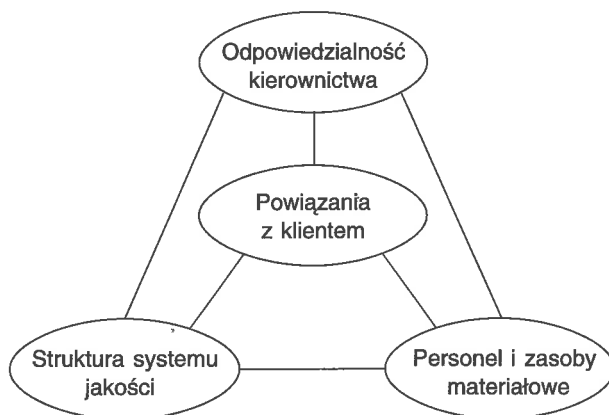 Odpowiedzialność
kierownictwa
Powiązania
z klientem
Struktura systemu
jakości
Personel i zasoby
materiałowe